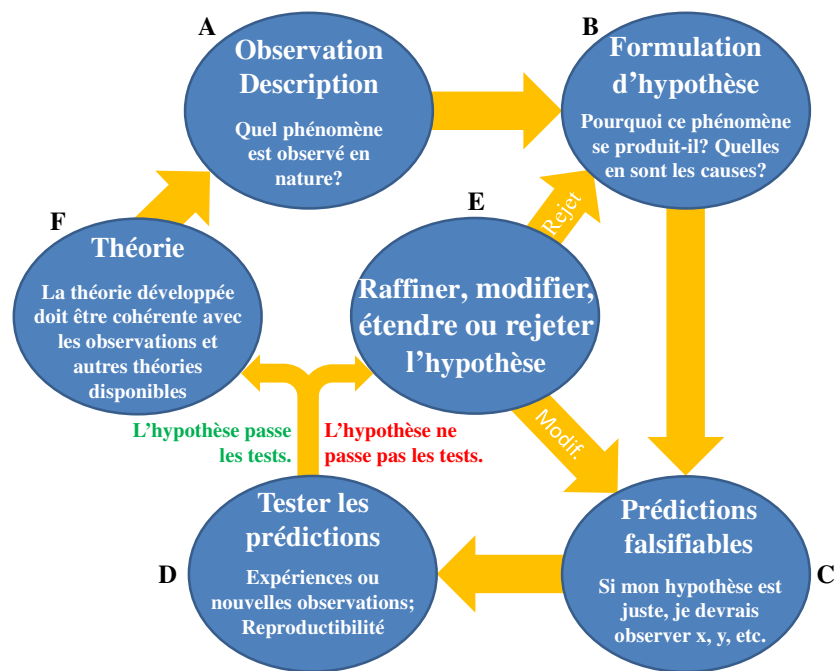 A
Observation
Description
Quel phénomène
est observé en
nature?
B
Formulation
d'hypothèse
Pourquoi ce phénomène
se produit-il? Quelles
en sont les causes?
F
Théorie
La théorie développée
doit être cohérente avec
les observations et
autres théories
disponibles
E
Raffiner, modifier,
étendre ou rejeter
l'hypothèse
Rejet
Modif.
L'hypothèse passe
les tests.
L'hypothèse ne
passe pas les tests.
D
Tester les
prédictions
Expériences ou
nouvelles observations;
Reproductibilité
C
Prédictions
falsifiables
Si mon hypothèse est
juste, je devrais
observer x, y, etc.